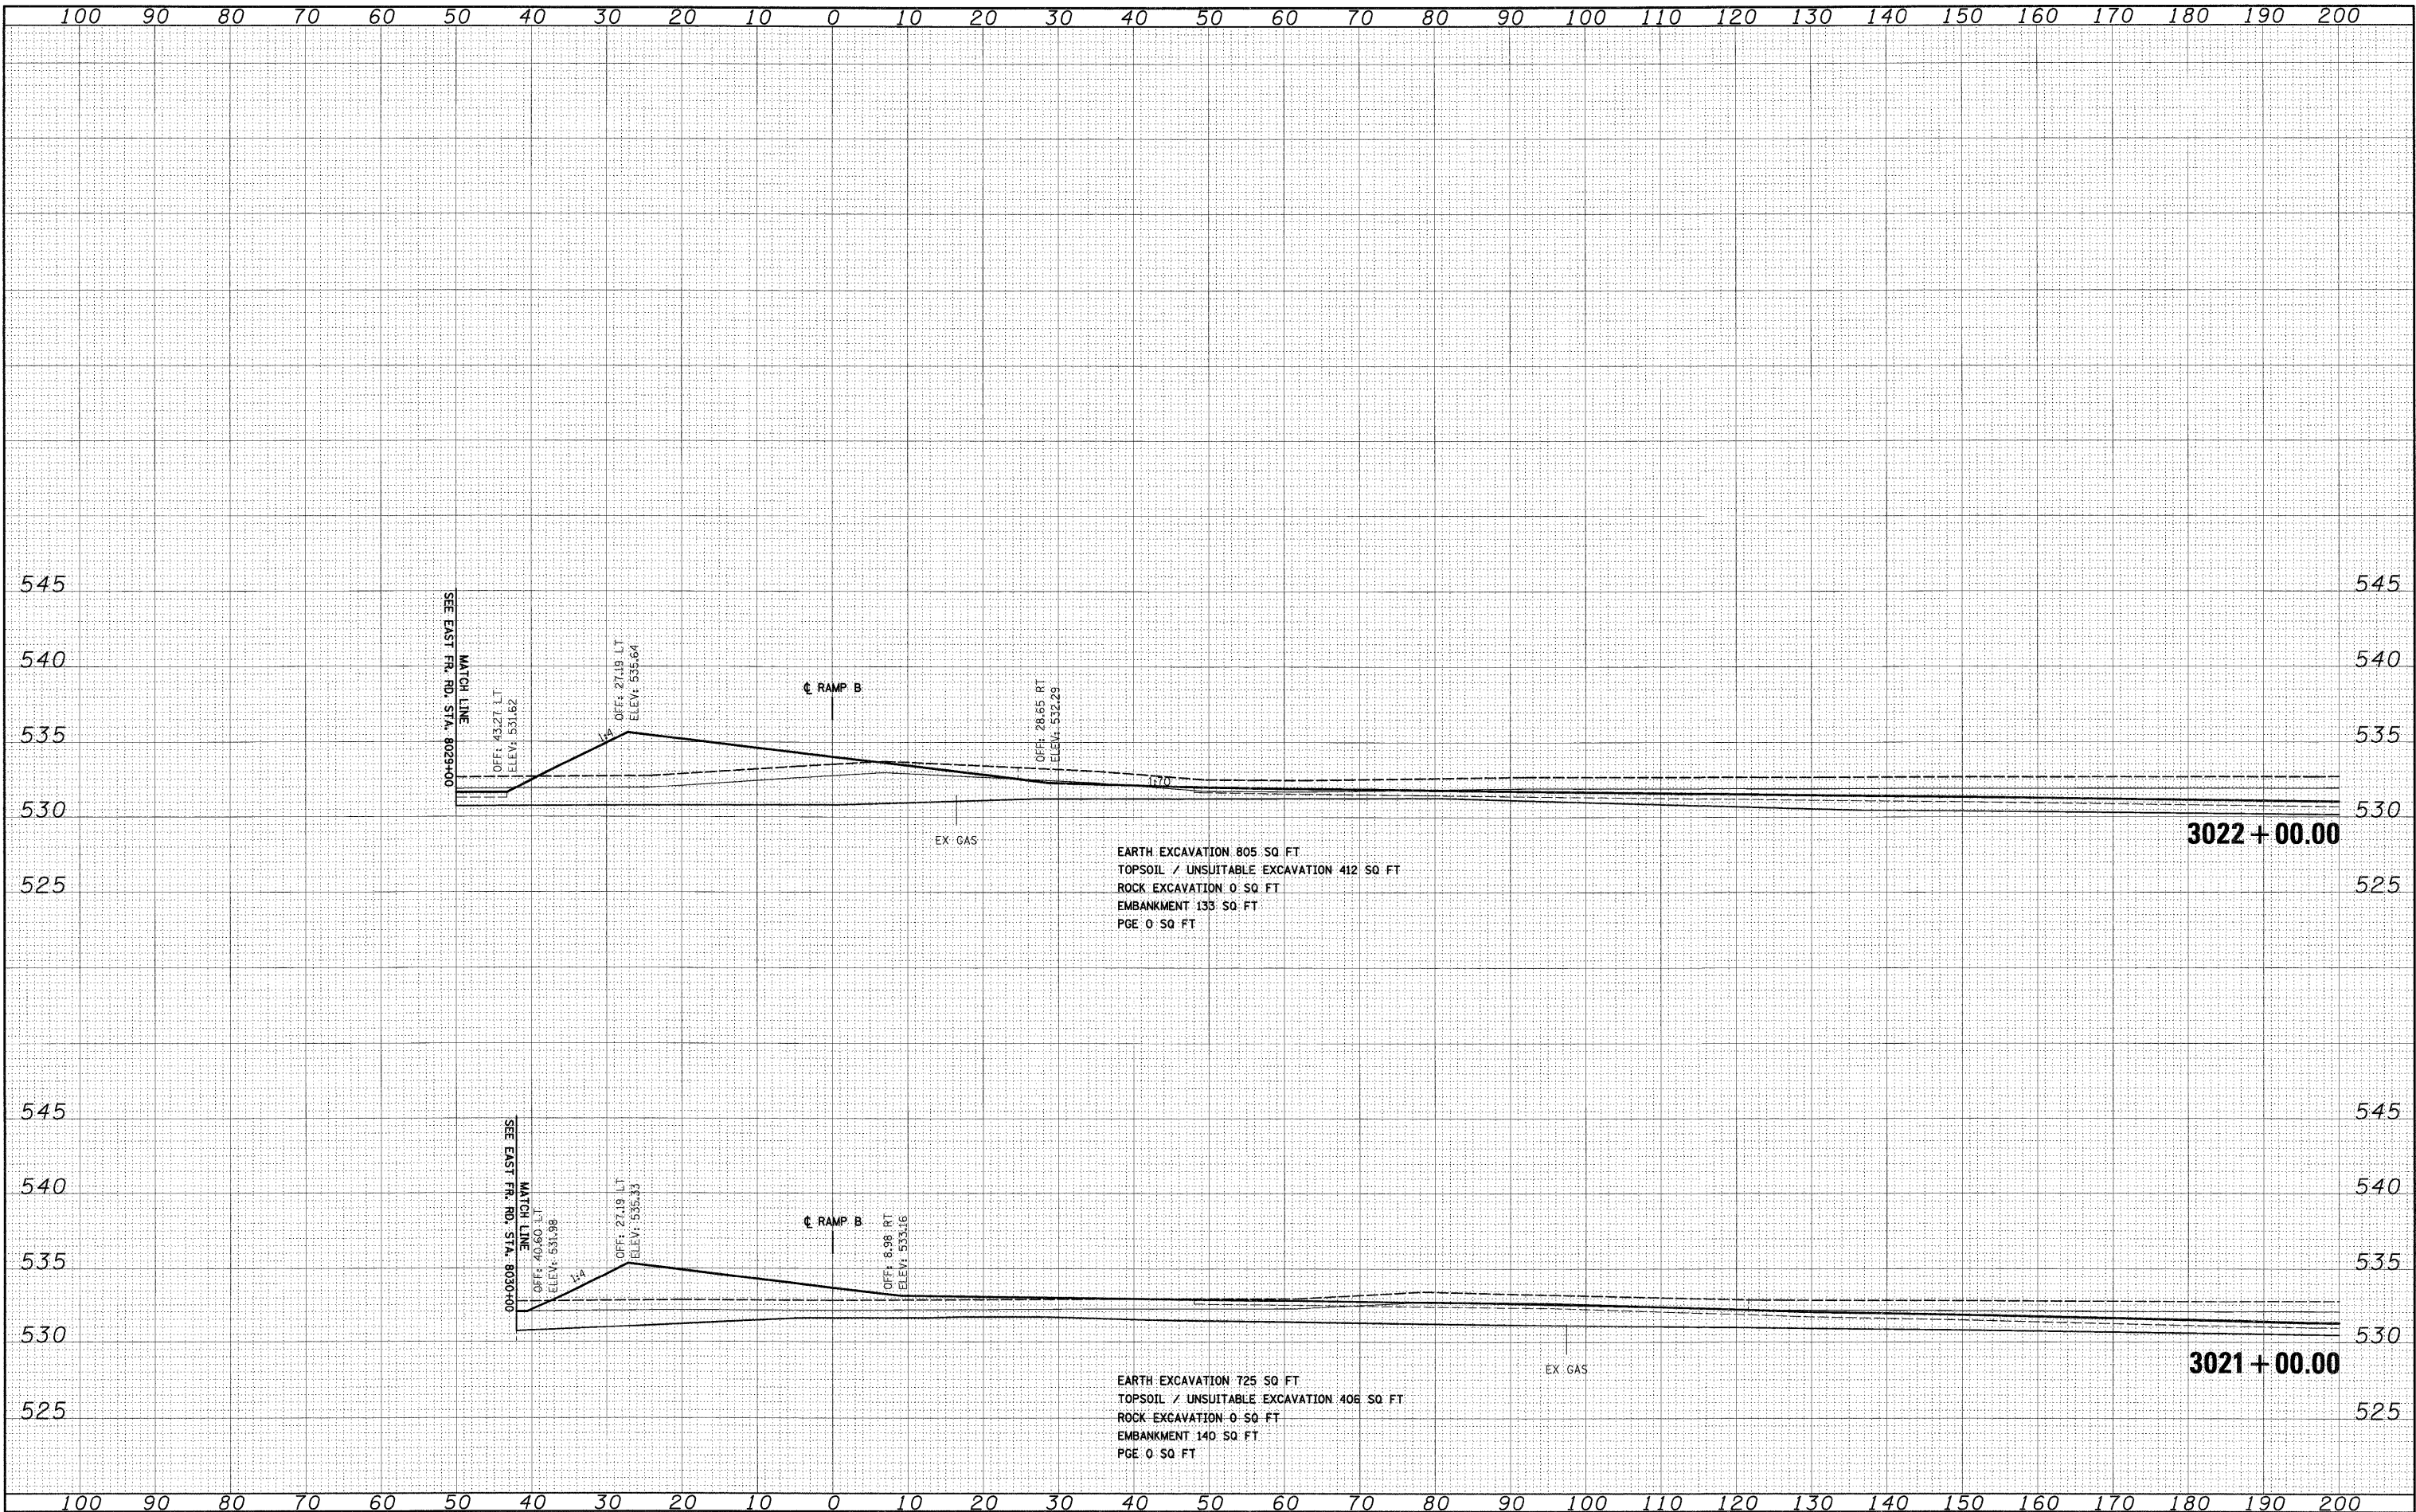 100 90 80 70 60 50 40 30 20 10 0 10 20 30 40 50 60 70 80 90 100 110 120 130 140 150 160 170 180 190 200
545 545
SEE EAST FR. RD. STA. 8029+00
MATCH LINE
540 540
OFF: 43.27 LT
ELEV: 531.62
1:4
OFF: 27.19 LT
ELEV: 535.64
℄ RAMP B
OFF: 28.65 RT
ELEV: 532.29
1:70
535 535
530 530
EX GAS
3022+00.00
EARTH EXCAVATION 805 SQ FT
TOPSOIL / UNSUITABLE EXCAVATION 412 SQ FT
ROCK EXCAVATION 0 SQ FT
EMBANKMENT 133 SQ FT
PGE 0 SQ FT
525 525
545 545
SEE EAST FR. RD. STA. 8030+00
MATCH LINE
540 540
OFF: 40.60 LT
ELEV: 531.98
1:4
OFF: 27.19 LT
ELEV: 535.33
℄ RAMP B
OFF: 8.98 RT
ELEV: 533.16
535 535
530 530
EX GAS
3021+00.00
EARTH EXCAVATION 725 SQ FT
TOPSOIL / UNSUITABLE EXCAVATION 406 SQ FT
ROCK EXCAVATION 0 SQ FT
EMBANKMENT 140 SQ FT
PGE 0 SQ FT
525 525
100 90 80 70 60 50 40 30 20 10 0 10 20 30 40 50 60 70 80 90 100 110 120 130 140 150 160 170 180 190 200